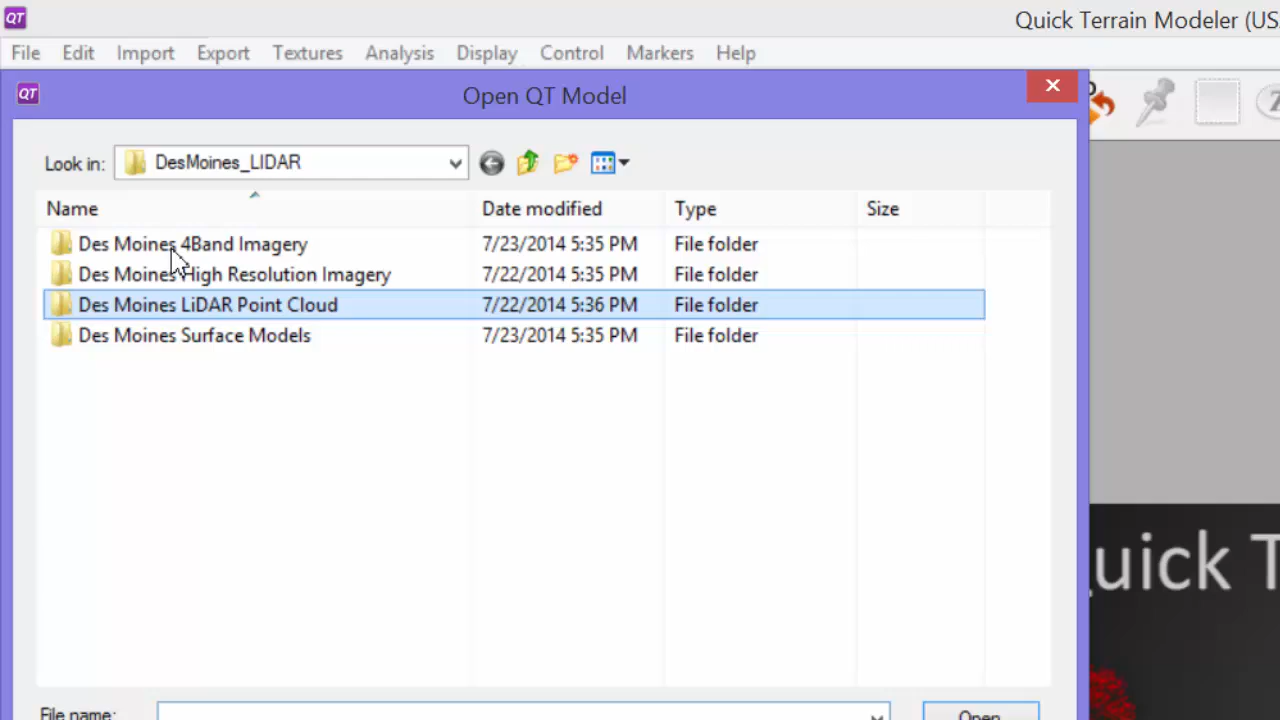 QT Quick Terrain Modeler (US
File Edit Import Export Textures Analysis Display Control Markers Help
QT Open QT Model
Look in: DesMoines_LIDAR
Name Date modified Type Size
Des Moines 4Band Imagery 7/23/2014 5:35 PM File folder
Des Moines High Resolution Imagery 7/22/2014 5:35 PM File folder
Des Moines LiDAR Point Cloud 7/22/2014 5:36 PM File folder
Des Moines Surface Models 7/23/2014 5:35 PM File folder
uick T
File name: Open